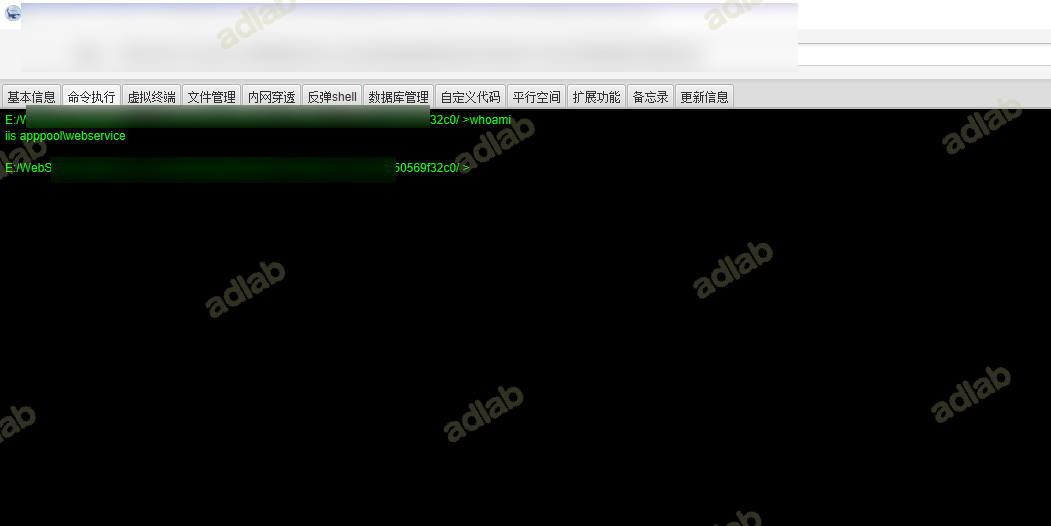 基本信息 命令执行 虚拟终端 文件管理 内网穿透 反弹shell 数据库管理 自定义代码 平行空间 扩展功能 备忘录 更新信息
E:/ 32c0/ >whoami
iis apppool\webservice
E:/WebS 50569f32c0/ >
adlab
adlab
adlab
adlab
adlab
adlab
adlab
adlab